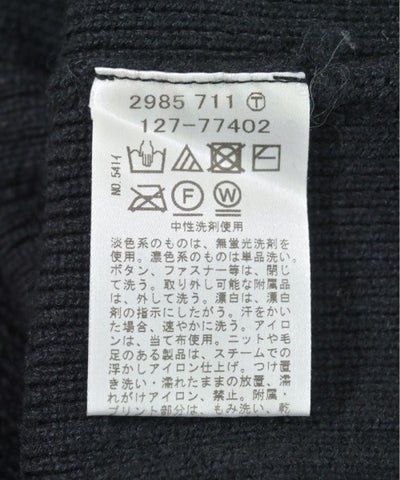 2985 711 Ⓣ
127-77402
NO.5414
F W
中性洗剤使用
淡色系のものは、無蛍光洗剤を
使用。濃色系のものは単品洗い。
ボタン、ファスナー等は、閉じ
て洗う。取り外し可能な附属品
は、外して洗う。漂白は、漂白
剤の指示にしたがう。汗をかい
た場合、速やかに洗う。アイロ
ンは、当て布使用。ニットや毛
足のある製品は、スチームでの
浮かしアイロン仕上げ。つけ置
き洗い・濡れたままの放置、濡
れがけアイロン、禁止。附属・
プリント部分は、もみ洗い、乾